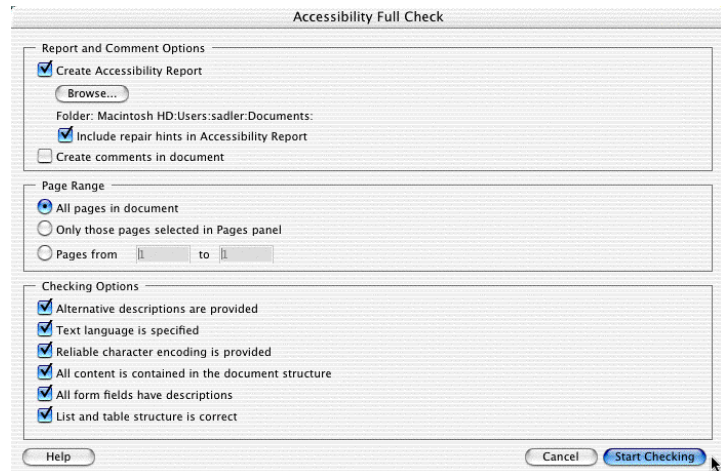 Accessibility Full Check
Report and Comment Options
Create Accessibility Report
Browse...
Folder: Macintosh HD:Users:sadler:Documents:
Include repair hints in Accessibility Report
Create comments in document
Page Range
All pages in document
Only those pages selected in Pages panel
Pages from 1 to 1
Checking Options
Alternative descriptions are provided
Text language is specified
Reliable character encoding is provided
All content is contained in the document structure
All form fields have descriptions
List and table structure is correct
Help Cancel Start Checking